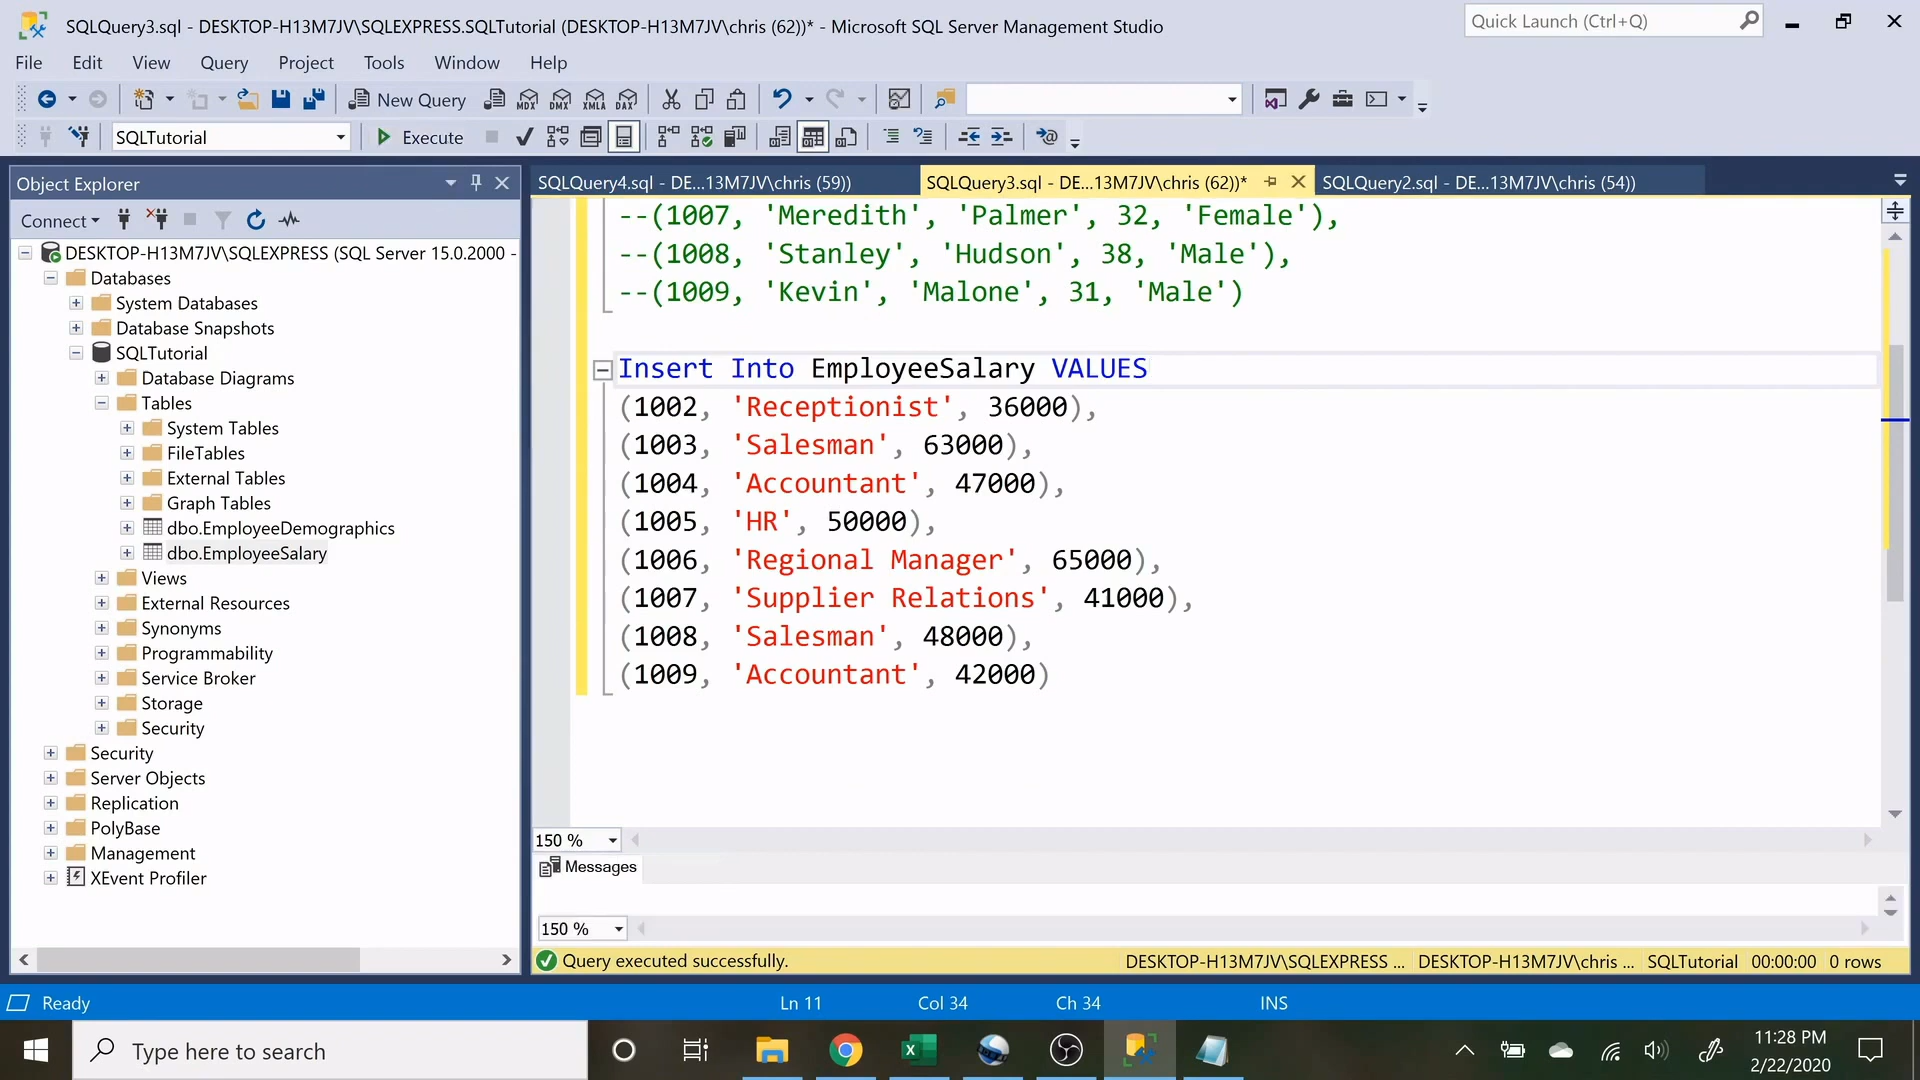 SQLQuery3.sql - DESKTOP-H13M7JV\SQLEXPRESS.SQLTutorial (DESKTOP-H13M7JV\chris (62))* - Microsoft SQL Server Management Studio
Quick Launch (Ctrl+Q)
File Edit View Query Project Tools Window Help
New Query MDX DMX XMLA DAX
SQLTutorial Execute
Object Explorer
Connect
DESKTOP-H13M7JV\SQLEXPRESS (SQL Server 15.0.2000 -
Databases
System Databases
Database Snapshots
SQLTutorial
Database Diagrams
Tables
System Tables
FileTables
External Tables
Graph Tables
dbo.EmployeeDemographics
dbo.EmployeeSalary
Views
External Resources
Synonyms
Programmability
Service Broker
Storage
Security
Security
Server Objects
Replication
PolyBase
Management
XEvent Profiler
SQLQuery4.sql - DE...13M7JV\chris (59)) SQLQuery3.sql - DE...13M7JV\chris (62))* SQLQuery2.sql - DE...13M7JV\chris (54))
--(1007, 'Meredith', 'Palmer', 32, 'Female'),
--(1008, 'Stanley', 'Hudson', 38, 'Male'),
--(1009, 'Kevin', 'Malone', 31, 'Male')
Insert Into EmployeeSalary VALUES
(1002, 'Receptionist', 36000),
(1003, 'Salesman', 63000),
(1004, 'Accountant', 47000),
(1005, 'HR', 50000),
(1006, 'Regional Manager', 65000),
(1007, 'Supplier Relations', 41000),
(1008, 'Salesman', 48000),
(1009, 'Accountant', 42000)
150 %
Messages
150 %
Query executed successfully. DESKTOP-H13M7JV\SQLEXPRESS ... DESKTOP-H13M7JV\chris ... SQLTutorial 00:00:00 0 rows
Ready Ln 11 Col 34 Ch 34 INS
Type here to search
11:28 PM
2/22/2020